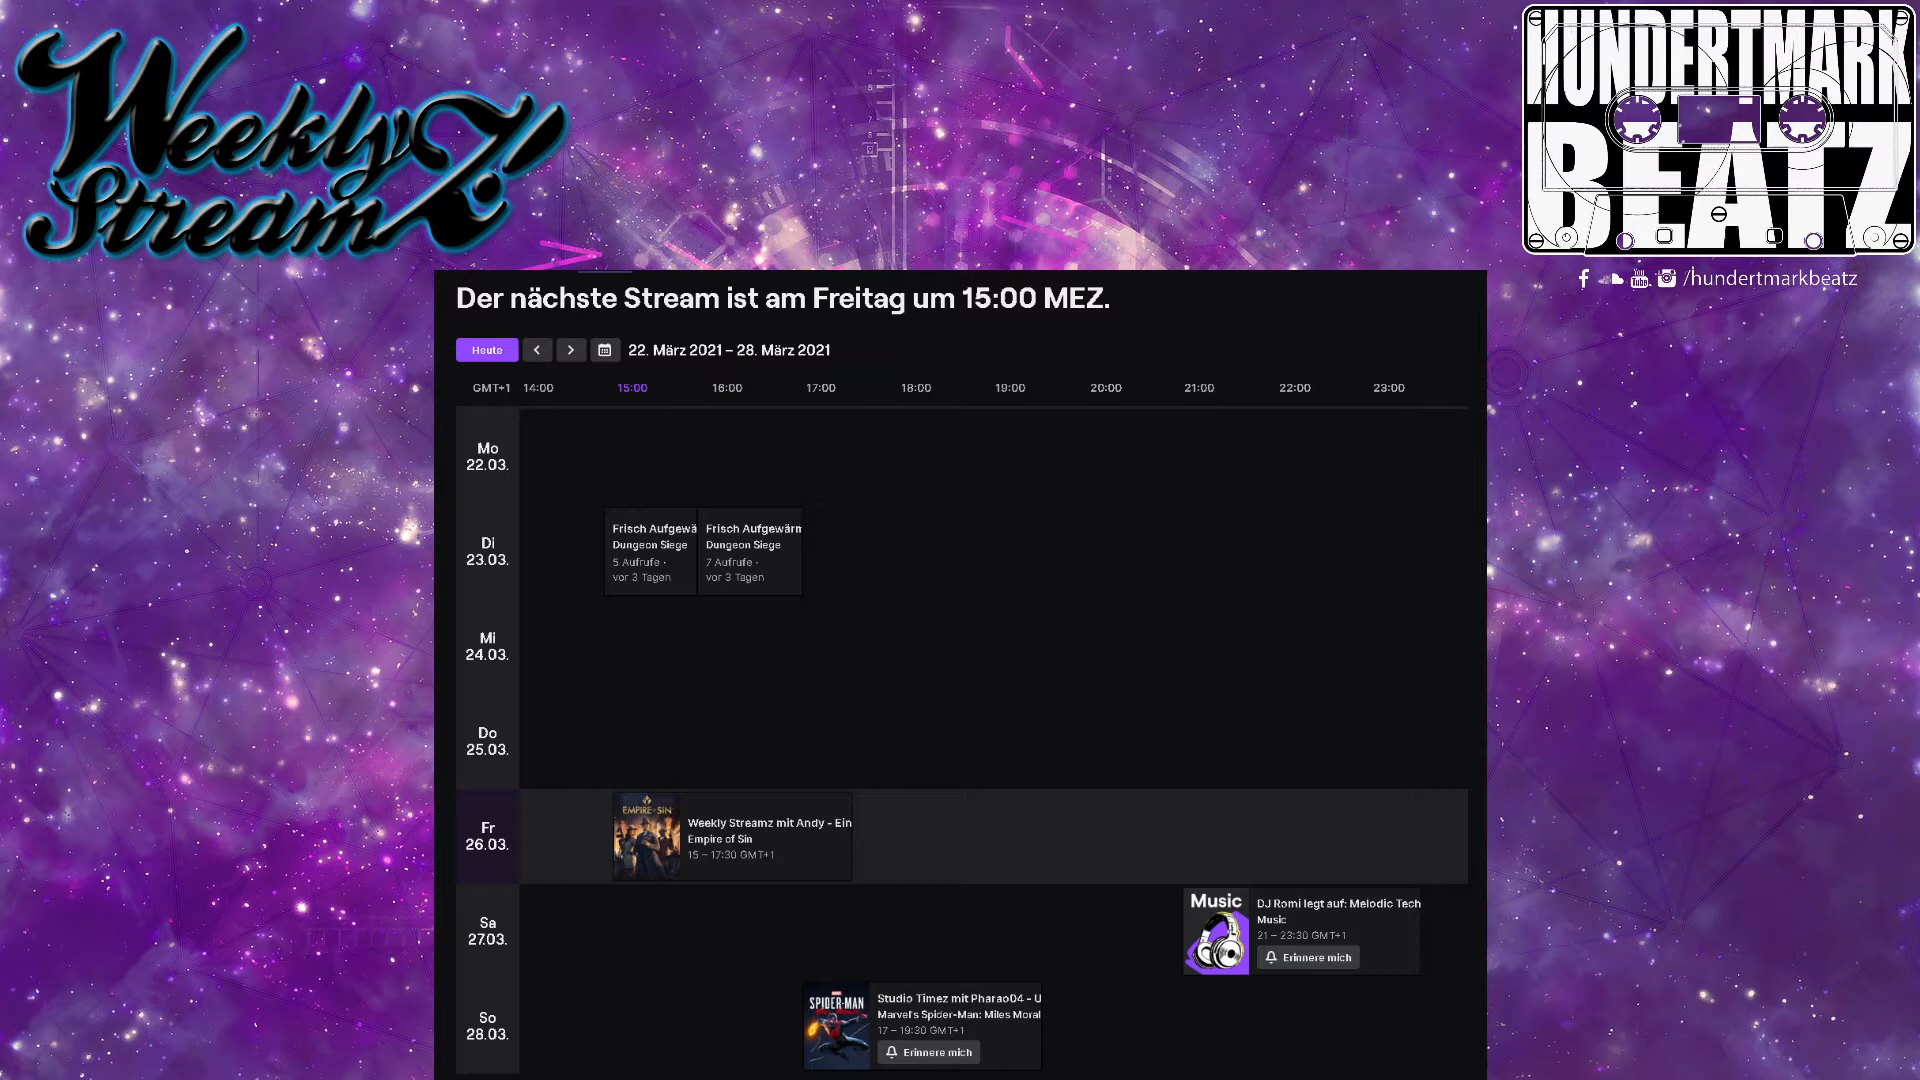 Weekly
StreamZ!
HUNDERTMARK
BEATZ
/hundertmarkbeatz
Der nächste Stream ist am Freitag um 15:00 MEZ.
Heute
22. März 2021 – 28. März 2021
GMT+1 14:00 15:00 16:00 17:00 18:00 19:00 20:00 21:00 22:00 23:00
Mo
22.03.
Di
23.03.
Frisch Aufgewä
Dungeon Siege
5 Aufrufe ·
vor 3 Tagen
Frisch Aufgewärm
Dungeon Siege
7 Aufrufe ·
vor 3 Tagen
Mi
24.03.
Do
25.03.
Fr
26.03.
EMPIRE OF SIN
Weekly Streamz mit Andy - Ein
Empire of Sin
15 – 17:30 GMT+1
Sa
27.03.
Music
DJ Romi legt auf: Melodic Tech
Music
21 – 23:30 GMT+1
Erinnere mich
So
28.03.
SPIDER-MAN
Studio Timez mit Pharao04 - U
Marvel's Spider-Man: Miles Moral
17 – 19:30 GMT+1
Erinnere mich